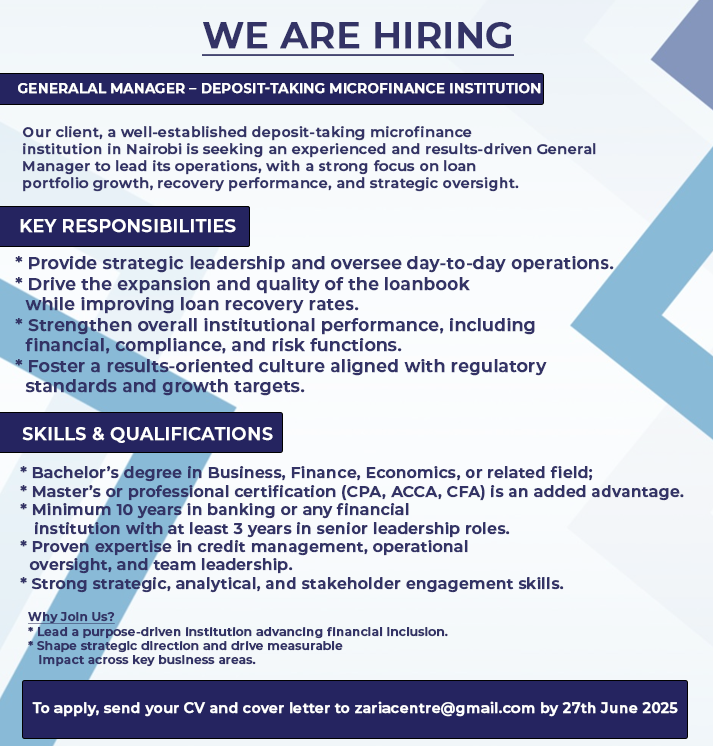 WE ARE HIRING
GENERALAL MANAGER – DEPOSIT-TAKING MICROFINANCE INSTITUTION
Our client, a well-established deposit-taking microfinance
institution in Nairobi is seeking an experienced and results-driven General
Manager to lead its operations, with a strong focus on loan
portfolio growth, recovery performance, and strategic oversight.
KEY RESPONSIBILITIES
* Provide strategic leadership and oversee day-to-day operations.
* Drive the expansion and quality of the loanbook
while improving loan recovery rates.
* Strengthen overall institutional performance, including
financial, compliance, and risk functions.
* Foster a results-oriented culture aligned with regulatory
standards and growth targets.
SKILLS & QUALIFICATIONS
* Bachelor’s degree in Business, Finance, Economics, or related field;
* Master’s or professional certification (CPA, ACCA, CFA) is an added advantage.
* Minimum 10 years in banking or any financial
institution with at least 3 years in senior leadership roles.
* Proven expertise in credit management, operational
oversight, and team leadership.
* Strong strategic, analytical, and stakeholder engagement skills.
Why Join Us?
* Lead a purpose-driven institution advancing financial inclusion.
* Shape strategic direction and drive measurable
impact across key business areas.
To apply, send your CV and cover letter to zariacentre@gmail.com by 27th June 2025